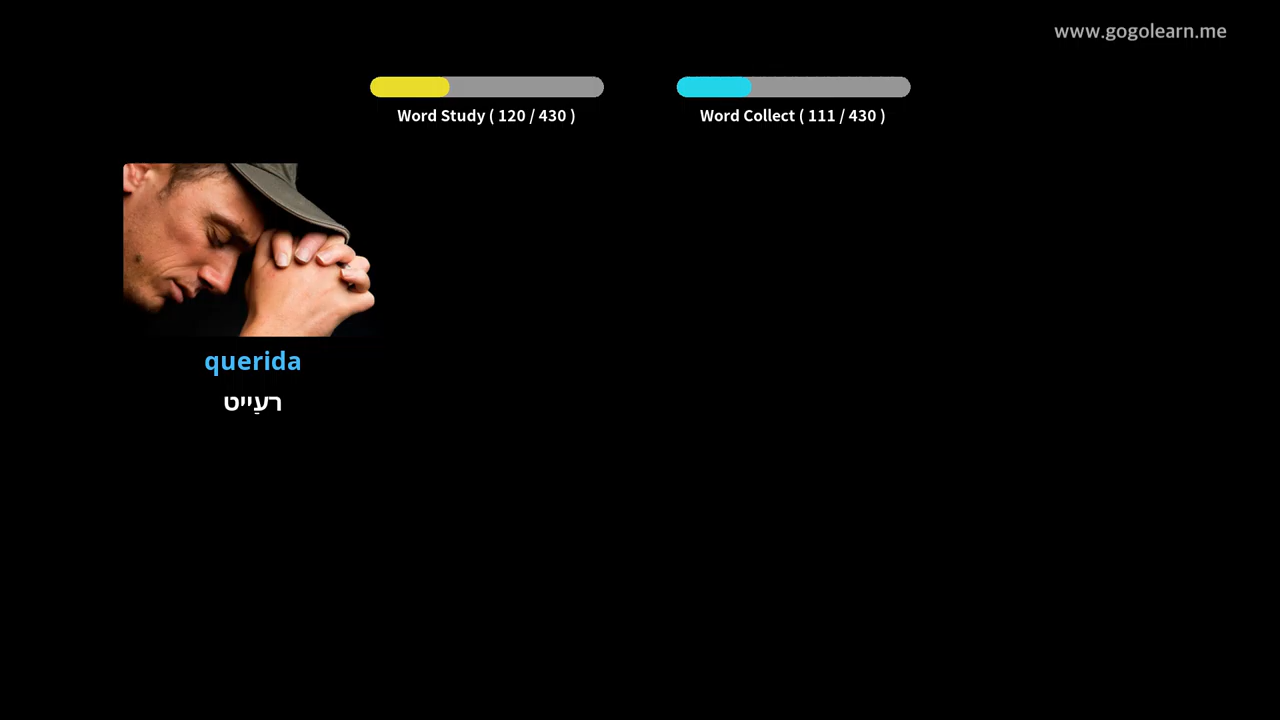 www.gogolearn.me
Word Study ( 120 / 430 )
Word Collect ( 111 / 430 )
querida
רעַייט